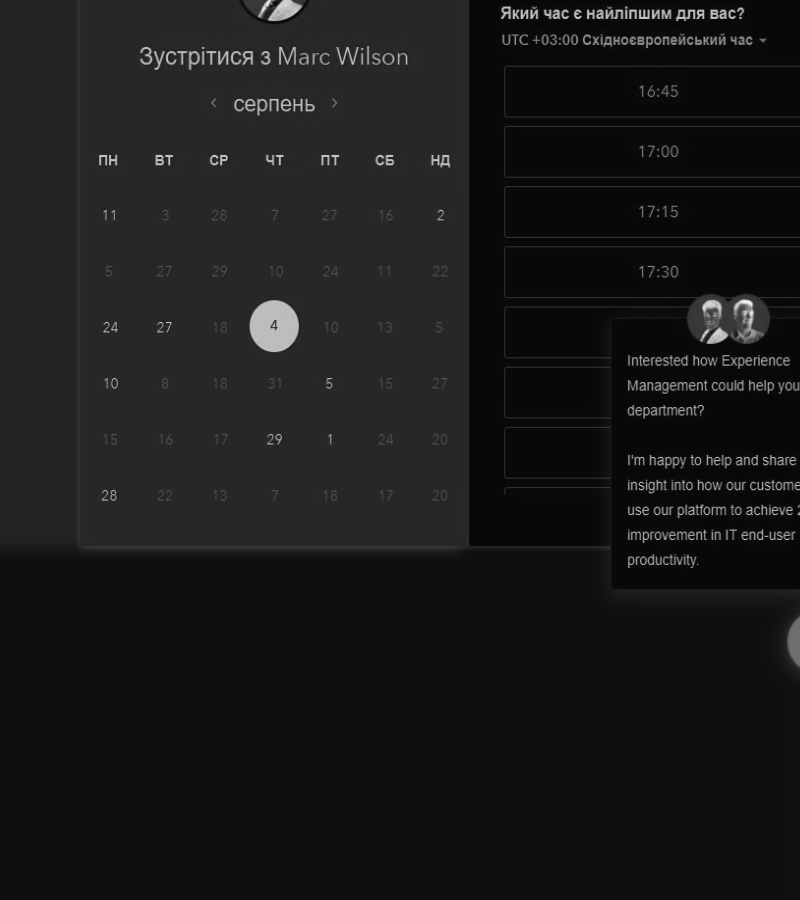 Зустрітися з Marc Wilson
‹ серпень ›
ПН ВТ СР ЧТ ПТ СБ НД
11 3 28 7 27 16 2
5 27 29 10 24 11 22
24 27 18 4 10 13 5
10 8 18 31 5 15 27
15 16 17 29 1 24 20
28 22 13 7 18 17 20
Який час є найліпшим для вас?
UTC +03:00 Східноєвропейський час
16:45
17:00
17:15
17:30
Interested how Experience
Management could help you
department?
I'm happy to help and share
insight into how our custome
use our platform to achieve 2
improvement in IT end-user
productivity.